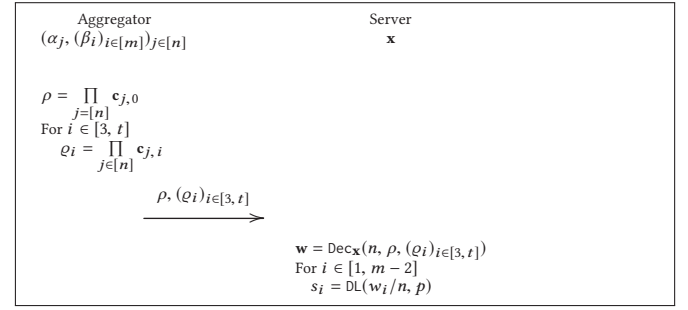 Aggregator Server
(α_j, (β_i)_{i∈[m]})_{j∈[n]} x
ρ = ∏_{j=[n]} c_{j,0}
For i ∈ [3, t]
ϱ_i = ∏_{j∈[n]} c_{j,i}
ρ, (ϱ_i)_{i∈[3,t]}
w = Dec_x(n, ρ, (ϱ_i)_{i∈[3,t]})
For i ∈ [1, m − 2]
s_i = DL(w_i/n, p)